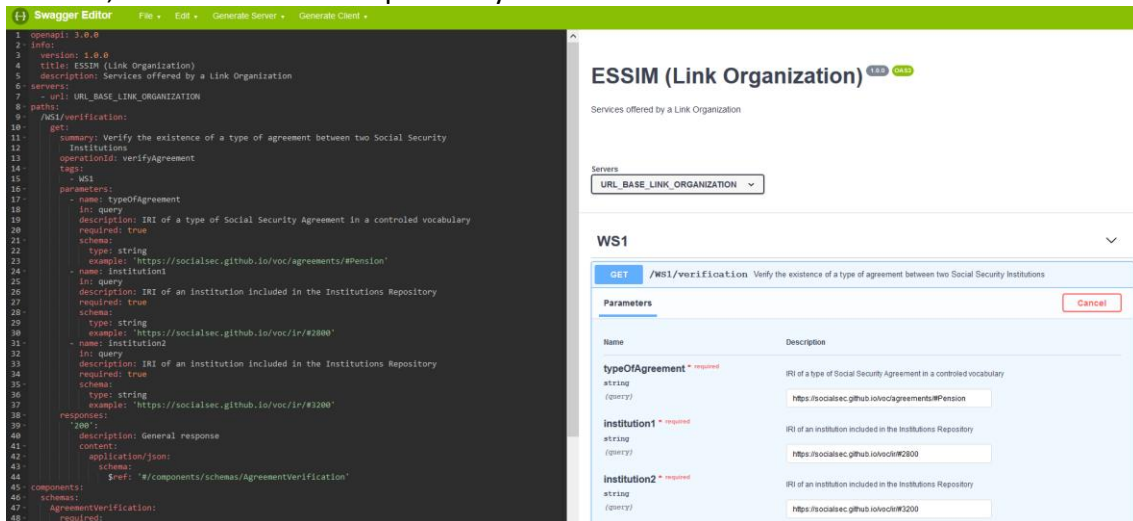 Swagger Editor File Edit Generate Server Generate Client
1 openapi: 3.0.0
2 info:
3 version: 1.0.0
4 title: ESSIM (Link Organization)
5 description: Services offered by a Link Organization
6 servers:
7 - url: URL_BASE_LINK_ORGANIZATION
8 paths:
9 /WS1/verification:
10 get:
11 summary: Verify the existence of a type of agreement between two Social Security
12 Institutions
13 operationId: verifyAgreement
14 tags:
15 - WS1
16 parameters:
17 - name: typeOfAgreement
18 in: query
19 description: IRI of a type of Social Security Agreement in a controled vocabulary
20 required: true
21 schema:
22 type: string
23 example: 'https://socialsec.github.io/voc/agreements/#Pension'
24 - name: institution1
25 in: query
26 description: IRI of an institution included in the Institutions Repository
27 required: true
28 schema:
29 type: string
30 example: 'https://socialsec.github.io/voc/ir/#2800'
31 - name: institution2
32 in: query
33 description: IRI of an institution included in the Institutions Repository
34 required: true
35 schema:
36 type: string
37 example: 'https://socialsec.github.io/voc/ir/#3200'
38 responses:
39 '200':
40 description: General response
41 content:
42 application/json:
43 schema:
44 $ref: '#/components/schemas/AgreementVerification'
45 components:
46 schemas:
47 AgreementVerification:
48 required:
ESSIM (Link Organization) 1.0.0 OAS3
Services offered by a Link Organization
Servers
URL_BASE_LINK_ORGANIZATION
WS1
GET /WS1/verification Verify the existence of a type of agreement between two Social Security Institutions
Parameters Cancel
Name Description
typeOfAgreement * required
IRI of a type of Social Security Agreement in a controled vocabulary
string
(query)
https://socialsec.github.io/voc/agreements/#Pension
institution1 * required
IRI of an institution included in the Institutions Repository
string
(query)
https://socialsec.github.io/voc/ir/#2800
institution2 * required
IRI of an institution included in the Institutions Repository
string
(query)
https://socialsec.github.io/voc/ir/#3200